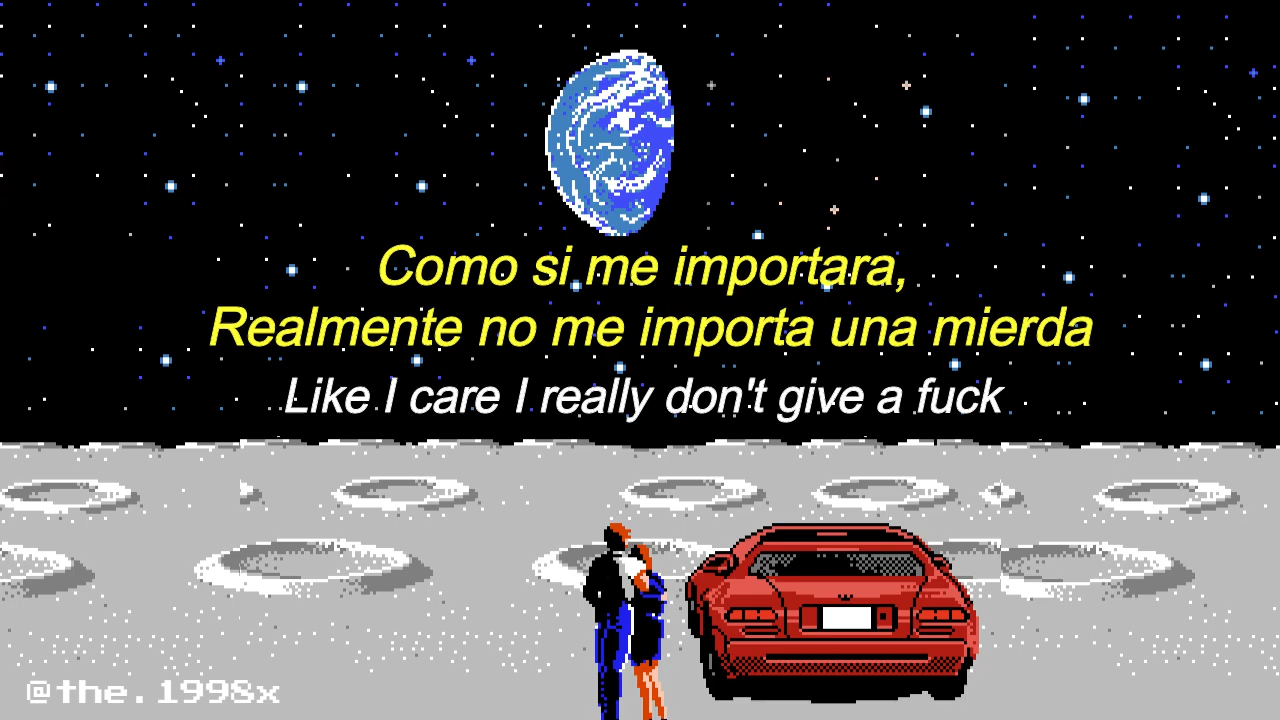 Como si me importara,
Realmente no me importa una mierda
Like I care I really don't give a fuck
@the.1998x